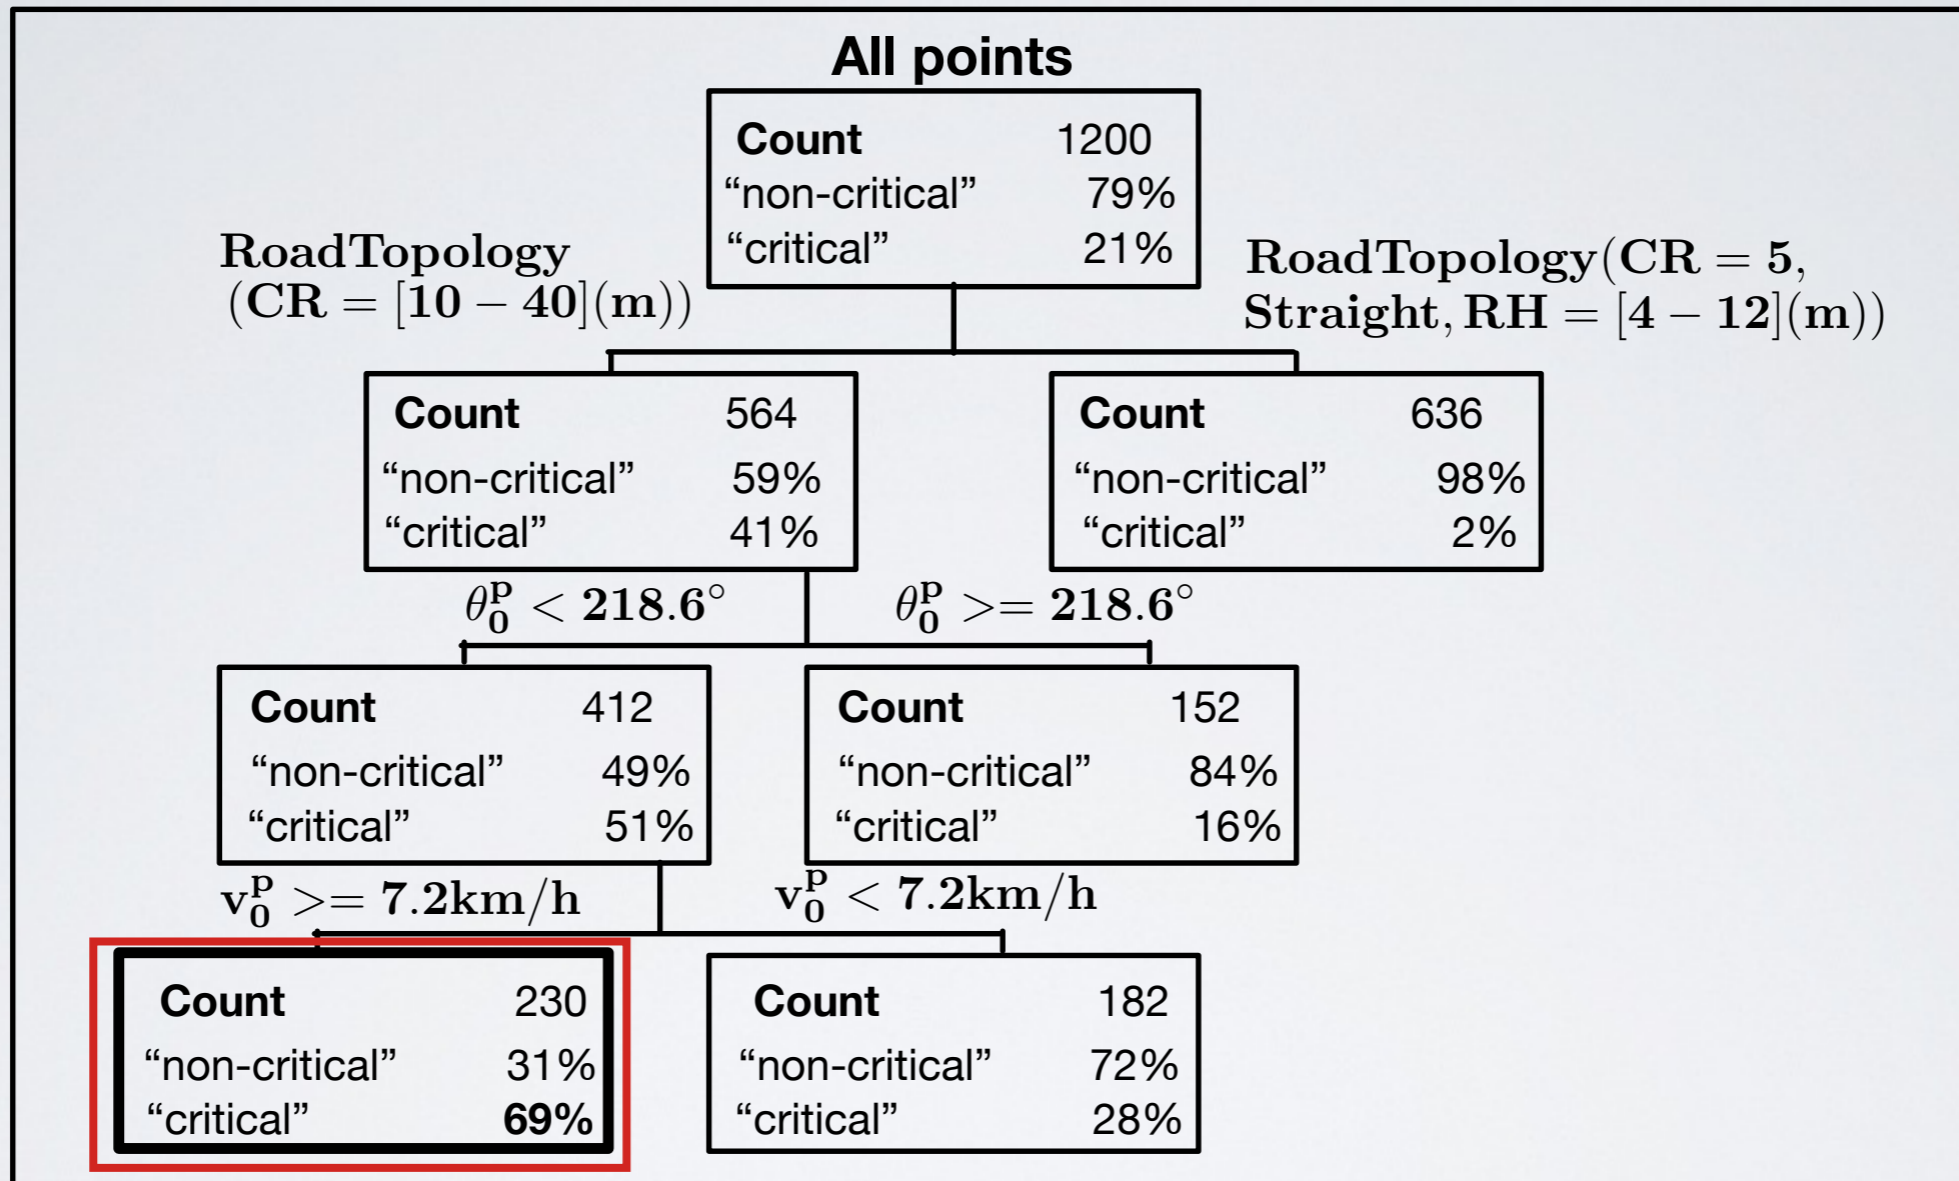 All points
Count 1200
“non-critical” 79%
“critical” 21%
RoadTopology
(CR = [10 − 40](m))
RoadTopology(CR = 5,
Straight, RH = [4 − 12](m))
Count 564
“non-critical” 59%
“critical” 41%
Count 636
“non-critical” 98%
“critical” 2%
θ₀ᵖ < 218.6°
θ₀ᵖ >= 218.6°
Count 412
“non-critical” 49%
“critical” 51%
Count 152
“non-critical” 84%
“critical” 16%
v₀ᵖ >= 7.2km/h
v₀ᵖ < 7.2km/h
Count 230
“non-critical” 31%
“critical” 69%
Count 182
“non-critical” 72%
“critical” 28%